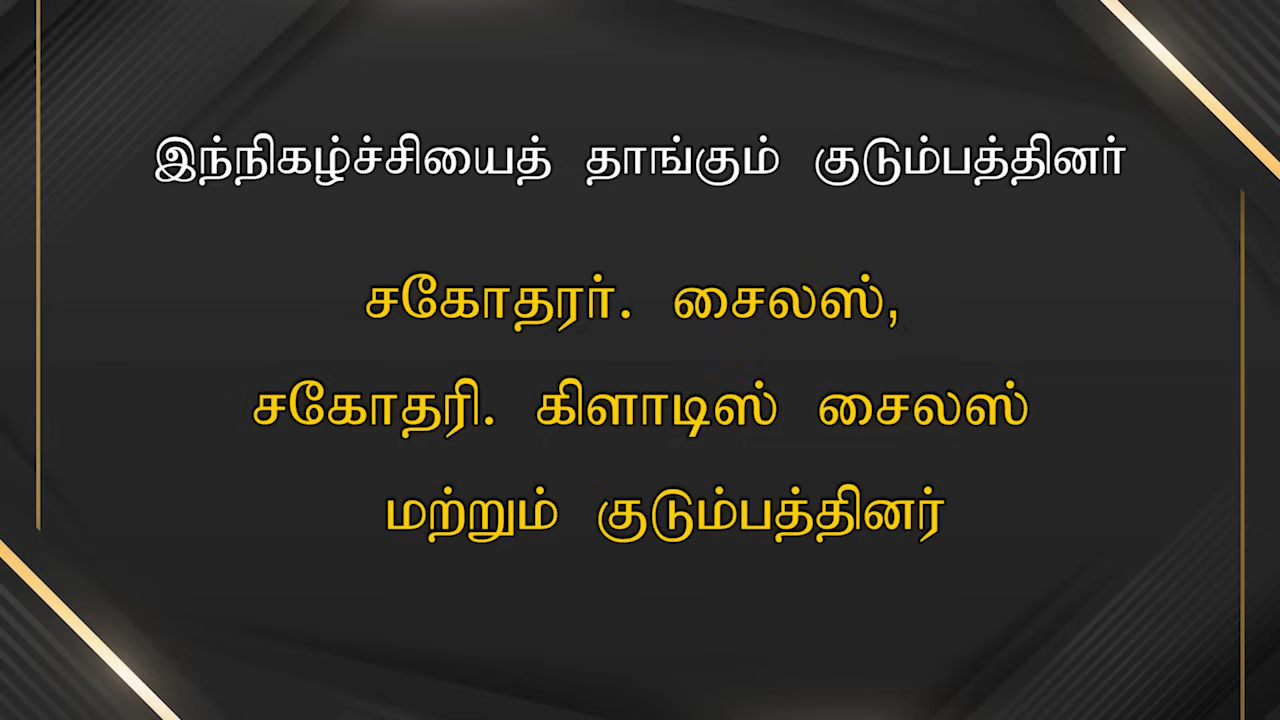 இந்நிகழ்ச்சியைத் தாங்கும் குடும்பத்தினர்
சகோதரர். சைலஸ்,
சகோதரி. கிளாடிஸ் சைலஸ்
மற்றும் குடும்பத்தினர்